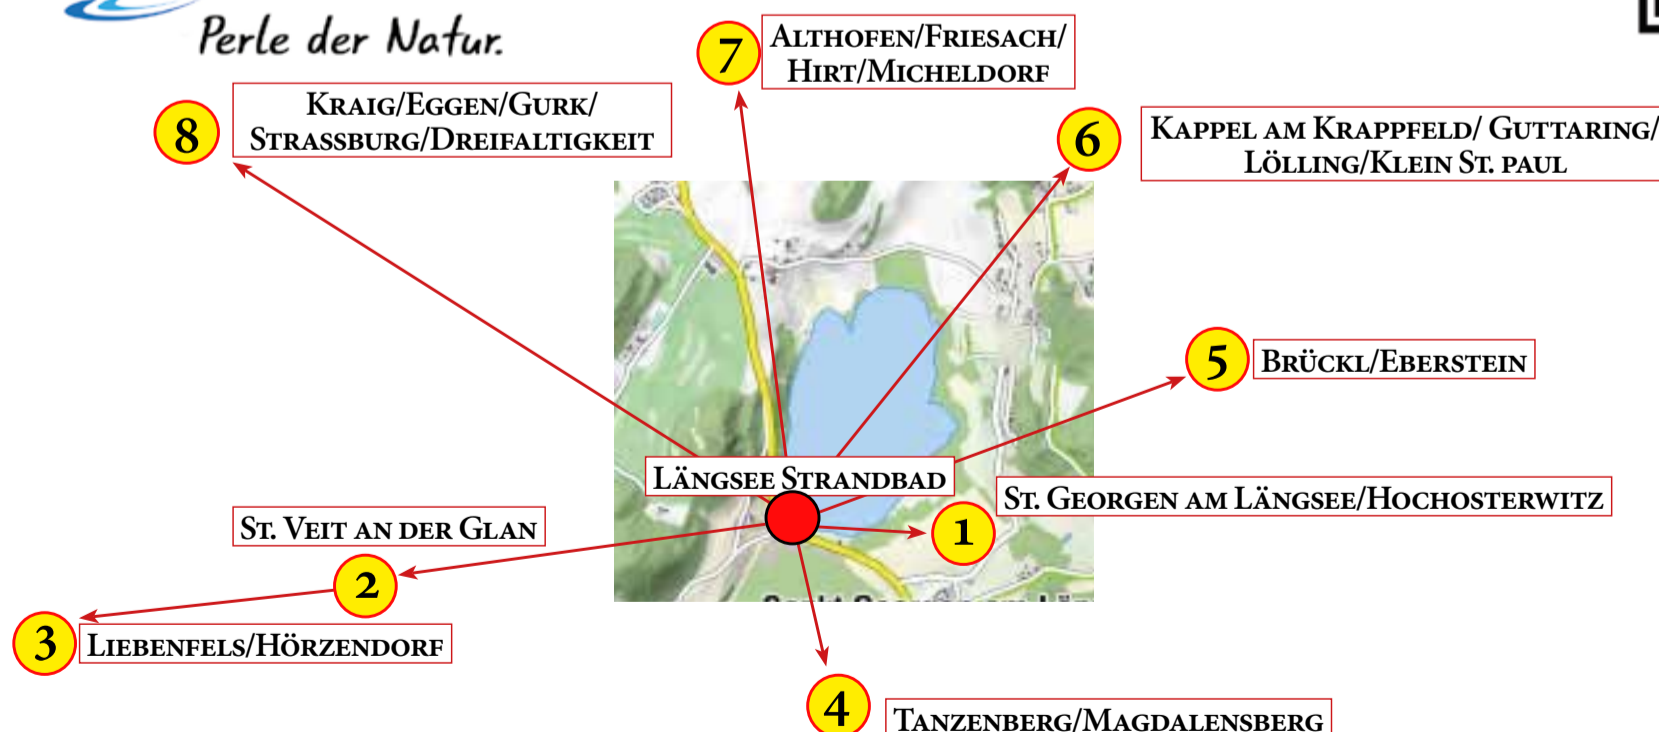 Perle der Natur.
7
Althofen/Friesach/
Hirt/Micheldorf
8
Kraig/Eggen/Gurk/
Strassburg/Dreifaltigkeit
6
Kappel am Krappfeld/ Guttaring/
Lölling/Klein St. paul
5
Brückl/Eberstein
Längsee Strandbad
St. Georgen am Längsee/Hochosterwitz
1
St. Veit an der Glan
2
3
Liebenfels/Hörzendorf
4
Tanzenberg/Magdalensberg